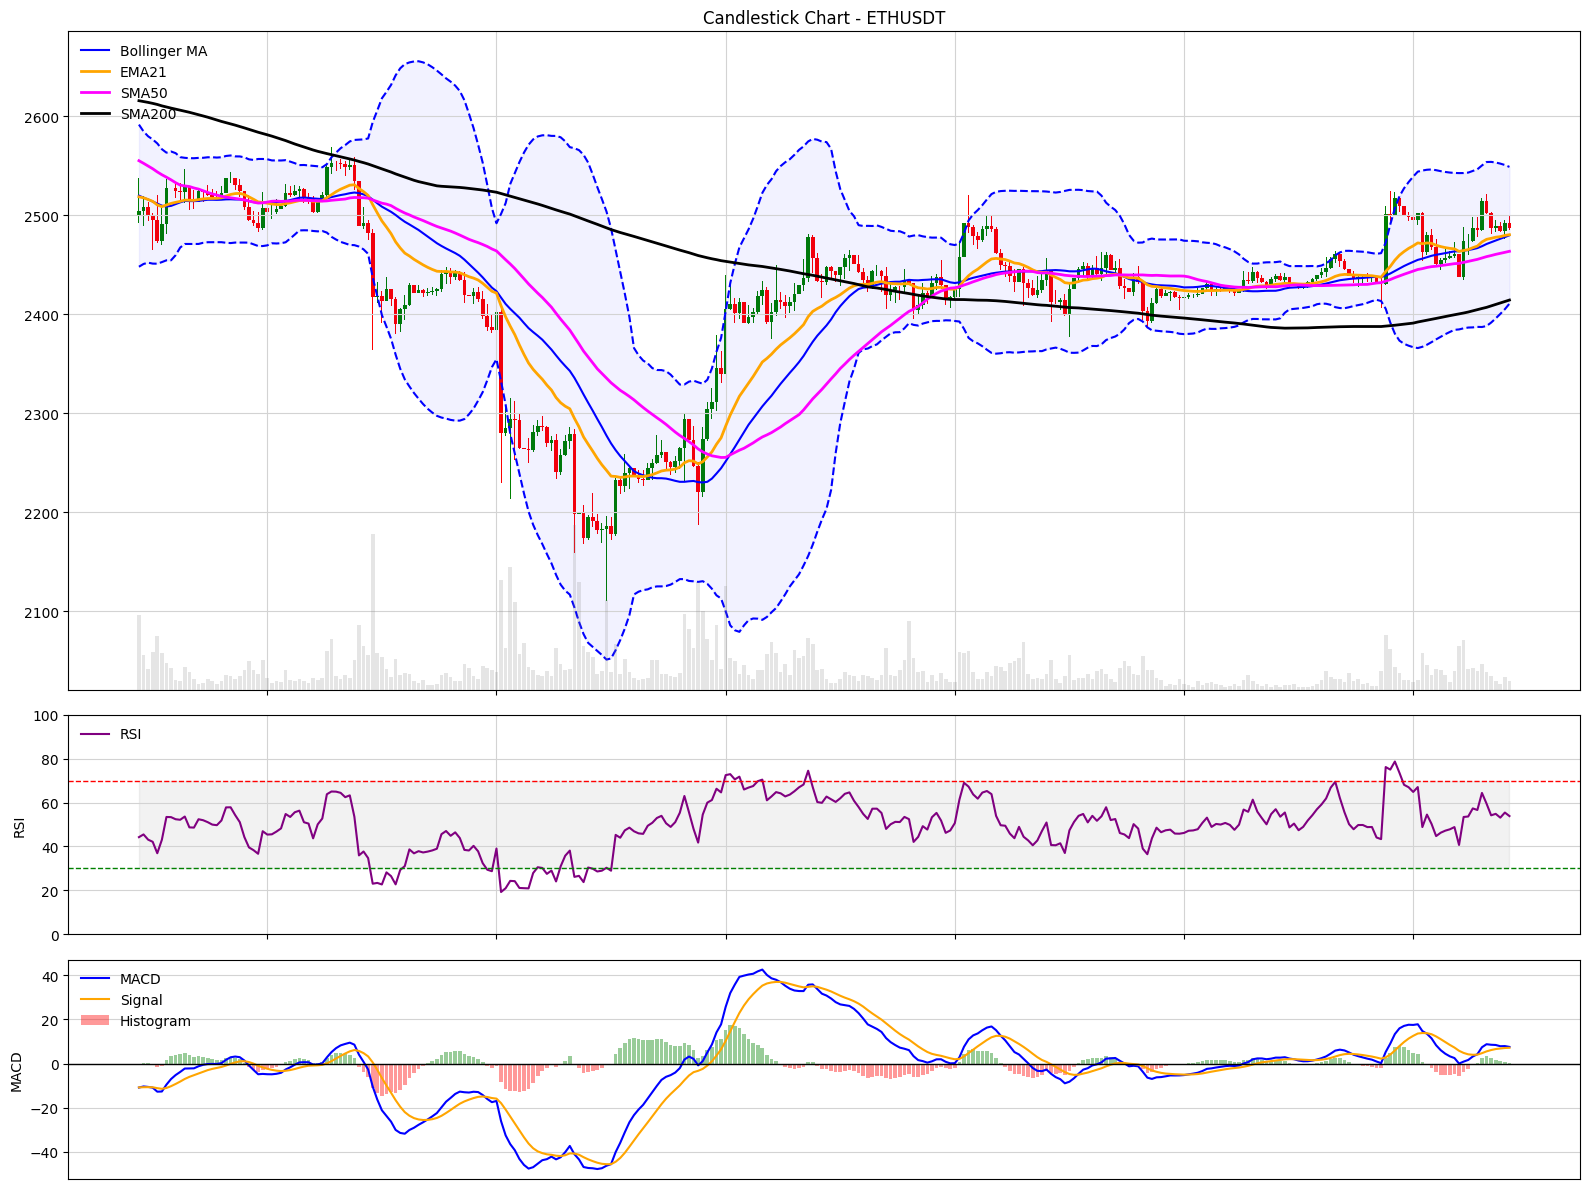 Candlestick Chart - ETHUSDT
Bollinger MA
EMA21
SMA50
SMA200
2600
2500
2400
2300
2200
2100
RSI
100
80
60
40
20
0
RSI
MACD
Signal
Histogram
40
20
0
−20
−40
MACD